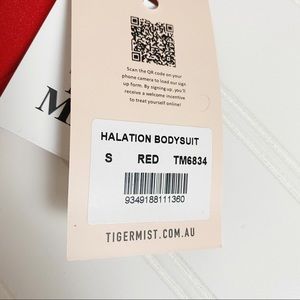 Scan the QR code on your
phone camera to load our sign
up form. By signing up, you'll
receive a welcome incentive
to treat yourself online!
M
HALATION BODYSUIT
S RED TM6834
9349188111360
TIGERMIST.COM.AU